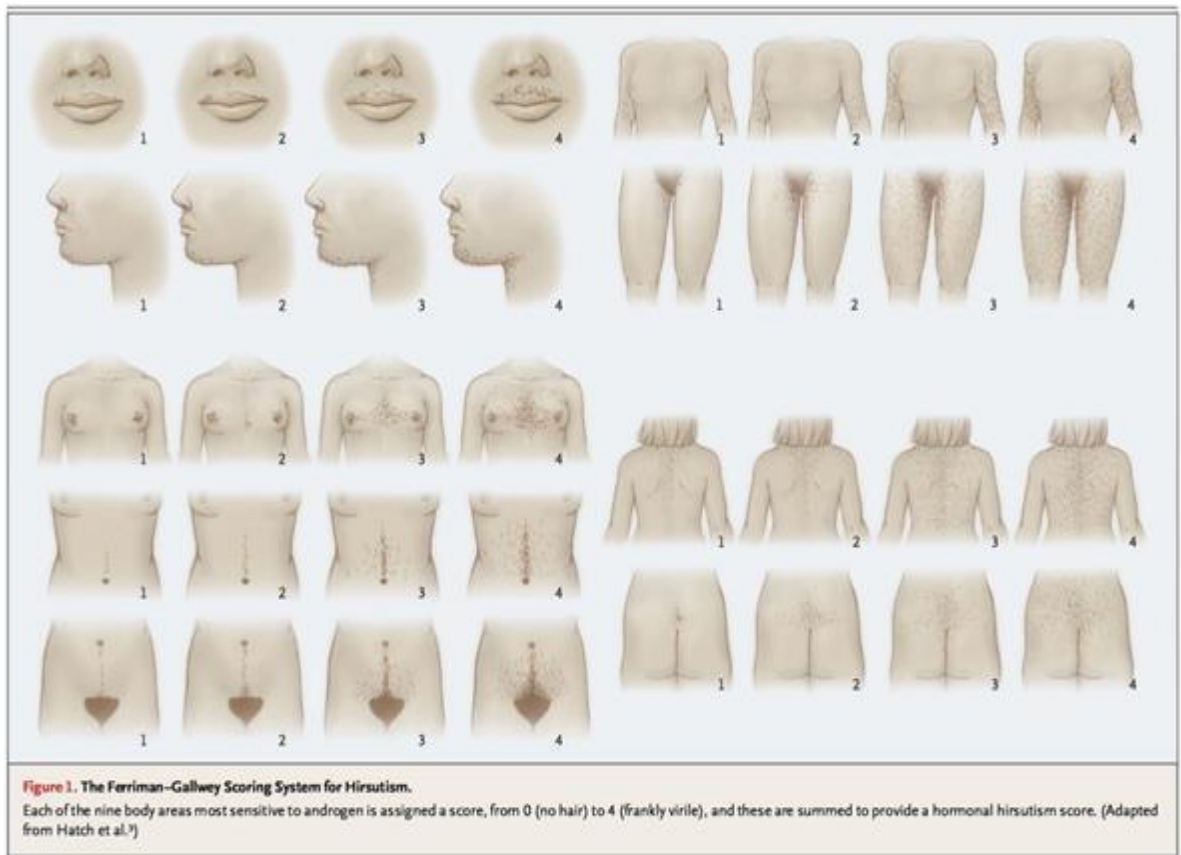 1 2 3 4
1 2 3 4
1 2 3 4
1 2 3 4
1 2 3 4
1 2 3 4
1 2 3 4
1 2 3 4
1 2 3 4
Figure 1. The Ferriman–Gallwey Scoring System for Hirsutism.
Each of the nine body areas most sensitive to androgen is assigned a score, from 0 (no hair) to 4 (frankly virile), and these are summed to provide a hormonal hirsutism score. (Adapted
from Hatch et al.⁹)